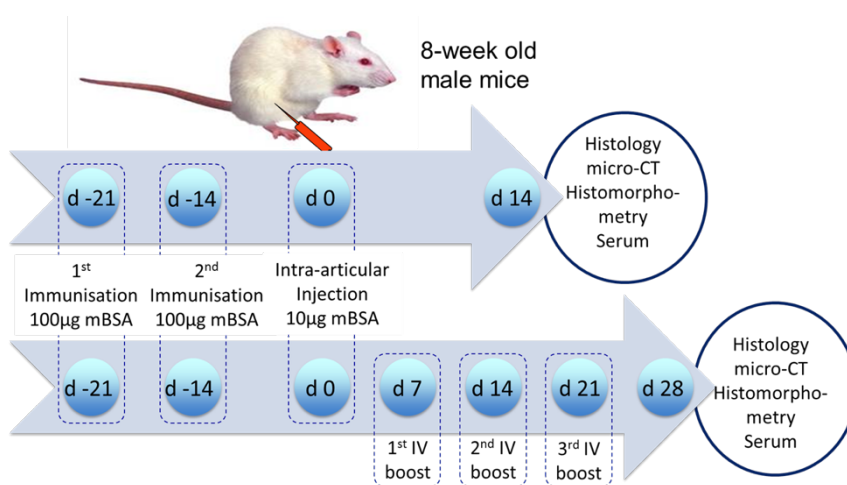 8-week old
male mice
d -21
d -14
d 0
d 14
Histology
micro-CT
Histomorpho-
metry
Serum
1st
Immunisation
100µg mBSA
2nd
Immunisation
100µg mBSA
Intra-articular
Injection
10µg mBSA
d -21
d -14
d 0
d 7
d 14
d 21
d 28
Histology
micro-CT
Histomorpho-
metry
Serum
1st IV
boost
2nd IV
boost
3rd IV
boost